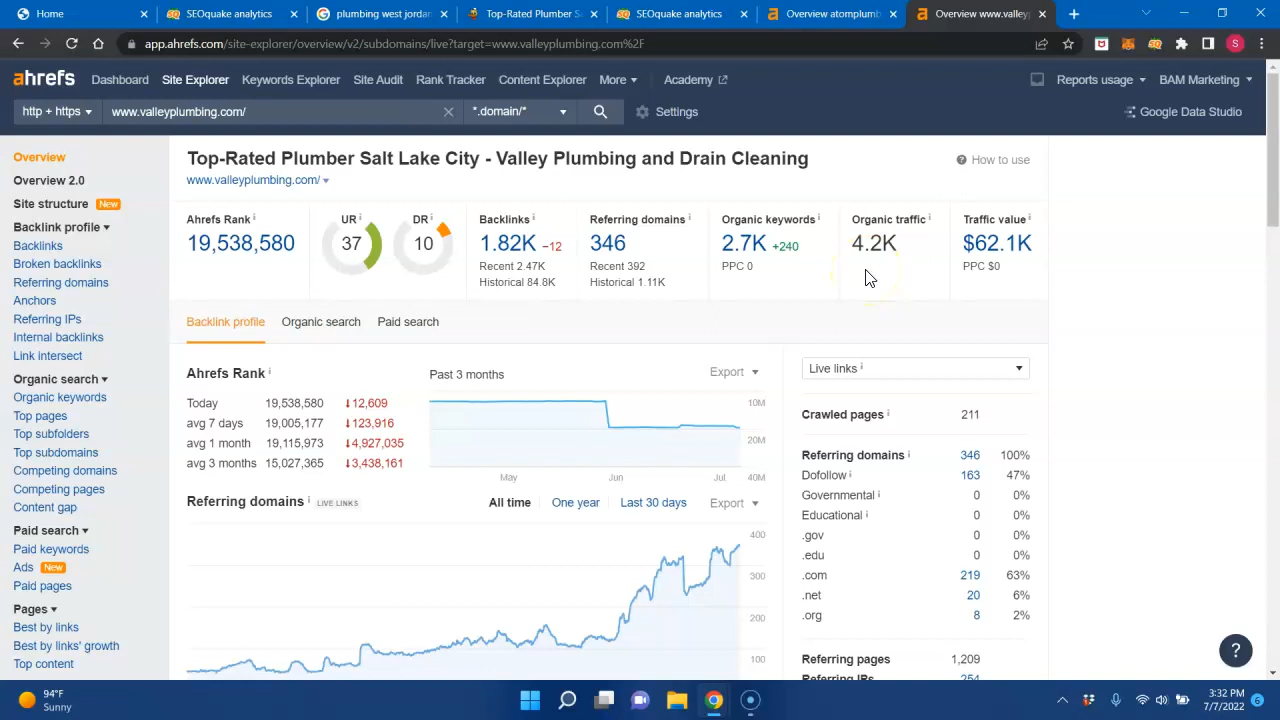 Home
SEOquake analytics
plumbing west jordan
Top-Rated Plumber S
SEOquake analytics
Overview atomplumb
Overview www.valley
app.ahrefs.com/site-explorer/overview/v2/subdomains/live?target=www.valleyplumbing.com%2F
S
ahrefs
Dashboard
Site Explorer
Keywords Explorer
Site Audit
Rank Tracker
Content Explorer
More
Academy
Reports usage
BAM Marketing
http + https
www.valleyplumbing.com/
*.domain/*
Settings
Google Data Studio
Overview
Overview 2.0
Site structure New
Backlink profile
Backlinks
Broken backlinks
Referring domains
Anchors
Referring IPs
Internal backlinks
Link intersect
Organic search
Organic keywords
Top pages
Top subfolders
Top subdomains
Competing domains
Competing pages
Content gap
Paid search
Paid keywords
Ads New
Paid pages
Pages
Best by links
Best by links' growth
Top content
Top-Rated Plumber Salt Lake City - Valley Plumbing and Drain Cleaning
How to use
www.valleyplumbing.com/
Ahrefs Rank
19,538,580
UR
37
DR
10
Backlinks
1.82K −12
Recent 2.47K
Historical 84.8K
Referring domains
346
Recent 392
Historical 1.11K
Organic keywords
2.7K +240
PPC 0
Organic traffic
4.2K
Traffic value
$62.1K
PPC $0
Backlink profile
Organic search
Paid search
Ahrefs Rank
Past 3 months
Export
Today 19,538,580 ↓12,609
avg 7 days 19,005,177 ↓123,916
avg 1 month 19,115,973 ↓4,927,035
avg 3 months 15,027,365 ↓3,438,161
10M
20M
40M
May
Jun
Jul
Referring domains LIVE LINKS
All time
One year
Last 30 days
Export
400
300
200
100
Live links
Crawled pages 211
Referring domains 346 100%
Dofollow 163 47%
Governmental 0 0%
Educational 0 0%
.gov 0 0%
.edu 0 0%
.com 219 63%
.net 20 6%
.org 8 2%
Referring pages 1,209
Referring IPs 254
?
94°F
Sunny
3:32 PM
7/7/2022
6